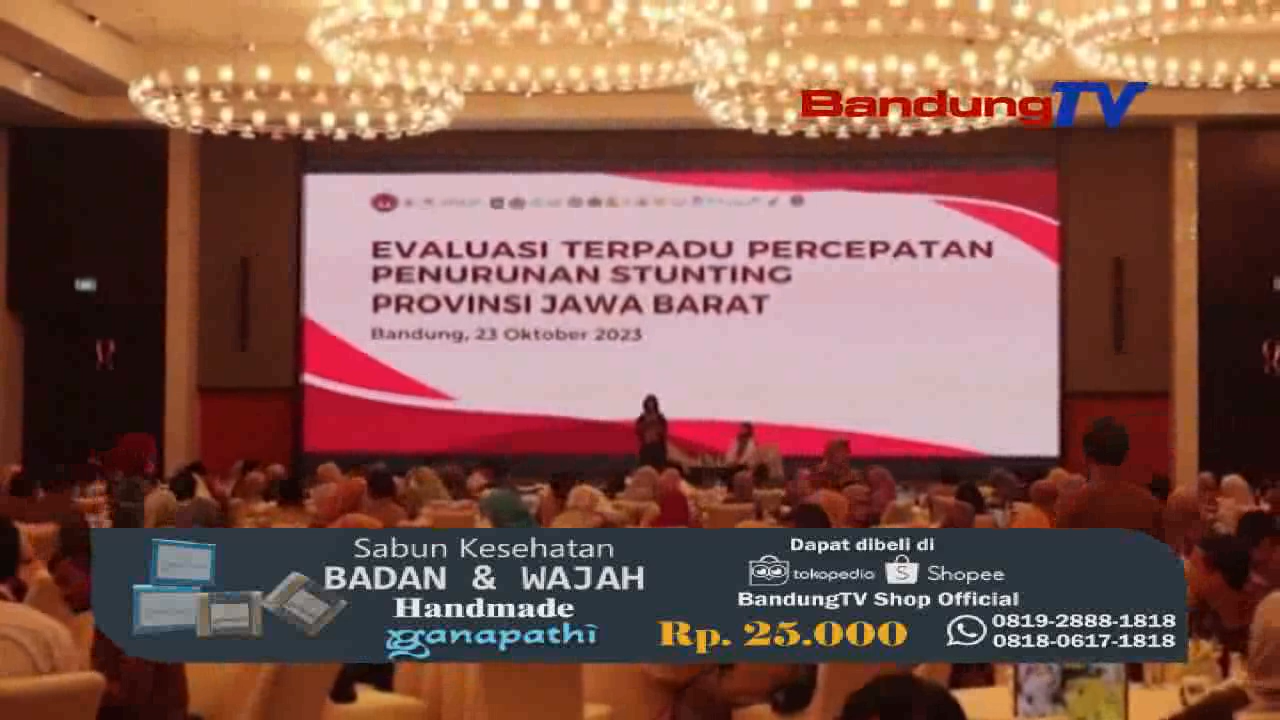 BandungTV
EVALUASI TERPADU PERCEPATAN
PENURUNAN STUNTING
PROVINSI JAWA BARAT
Bandung, 23 Oktober 2023
Sabun Kesehatan
BADAN & WAJAH
Handmade
ganapathi
Rp. 25.000
Dapat dibeli di
tokopedia Shopee
BandungTV Shop Official
0819-2888-1818
0818-0617-1818